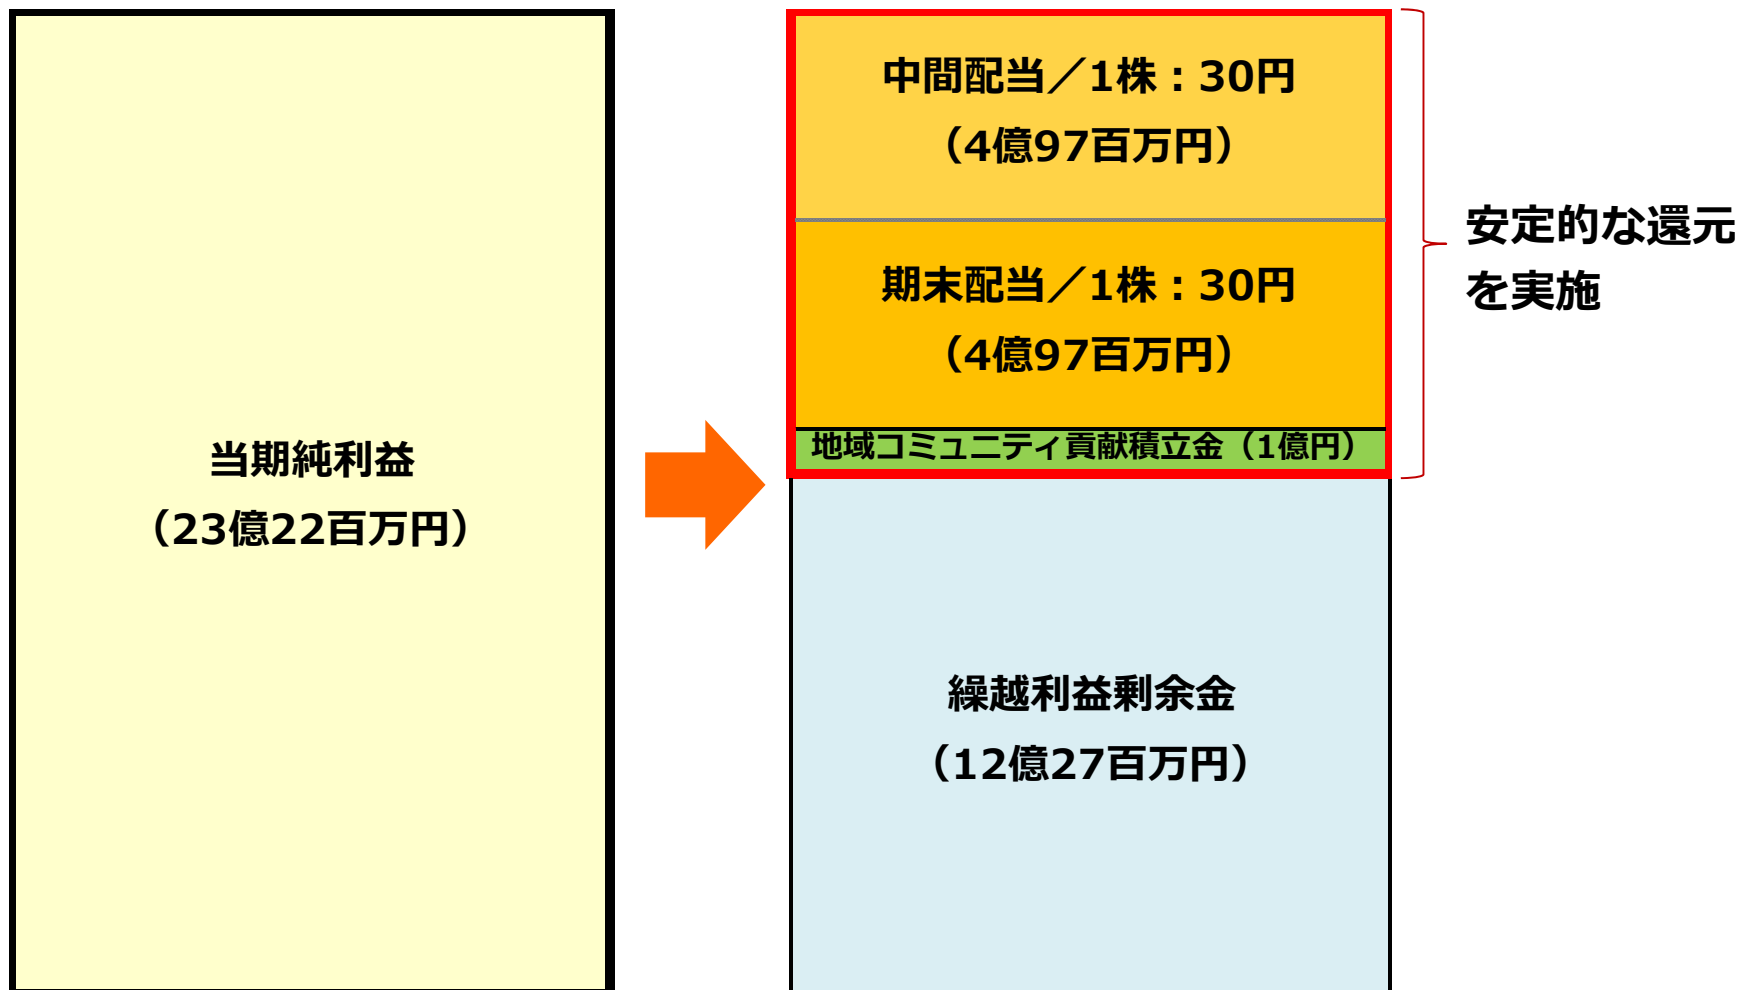 当期純利益
（23億22百万円）
中間配当／1株：30円
（4億97百万円）
期末配当／1株：30円
（4億97百万円）
地域コミュニティ貢献積立金（1億円）
繰越利益剰余金
（12億27百万円）
安定的な還元
を実施